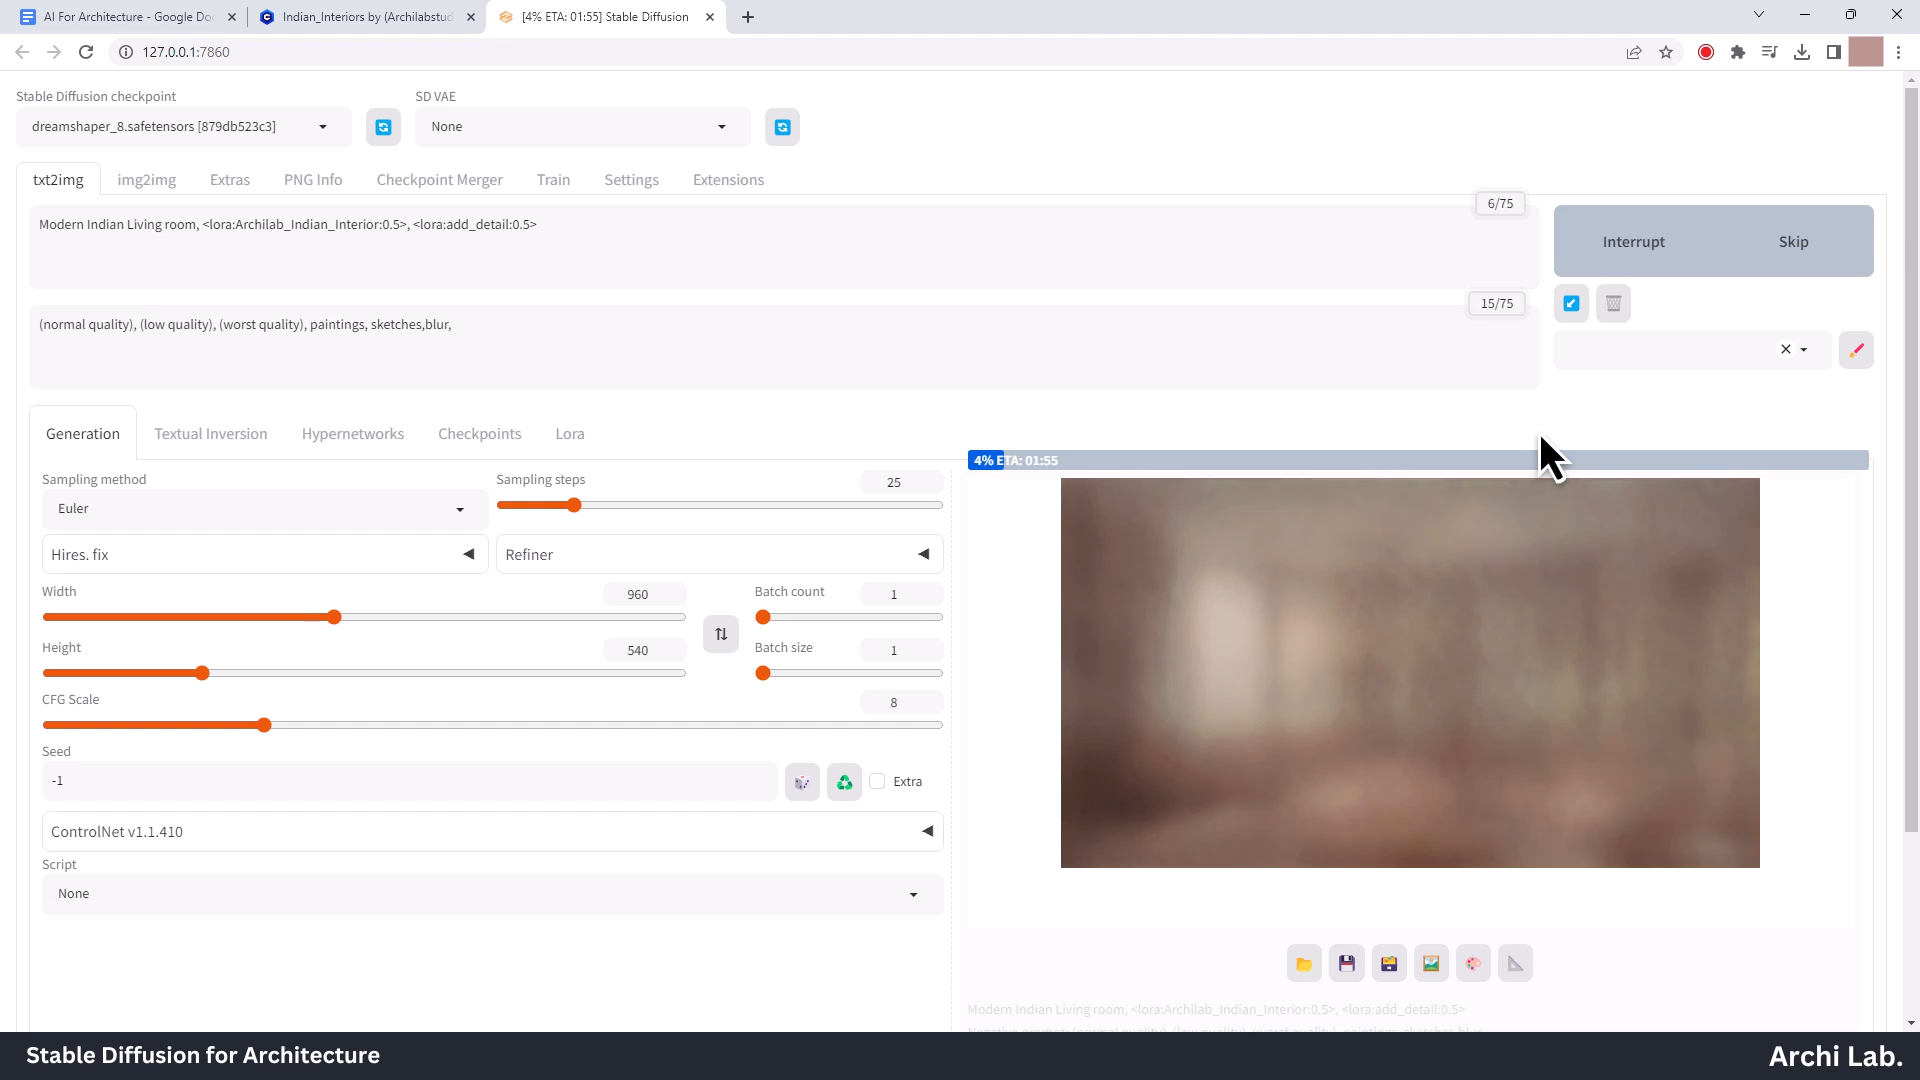 AI For Architecture - Google Do
Indian_Interiors by (Archilabstud
[4% ETA: 01:55] Stable Diffusion
127.0.0.1:7860
Stable Diffusion checkpoint
SD VAE
dreamshaper_8.safetensors [879db523c3]
None
txt2img
img2img
Extras
PNG Info
Checkpoint Merger
Train
Settings
Extensions
6/75
Modern Indian Living room, <lora:Archilab_Indian_Interior:0.5>, <lora:add_detail:0.5>
Interrupt
Skip
15/75
(normal quality), (low quality), (worst quality), paintings, sketches,blur,
Generation
Textual Inversion
Hypernetworks
Checkpoints
Lora
4% ETA: 01:55
Sampling method
Sampling steps
25
Euler
Hires. fix
Refiner
Width
960
Batch count
1
Height
540
Batch size
1
CFG Scale
8
Seed
-1
Extra
ControlNet v1.1.410
Script
None
Modern Indian Living room, <lora:Archilab_Indian_Interior:0.5>, <lora:add_detail:0.5>
Stable Diffusion for Architecture
Archi Lab.